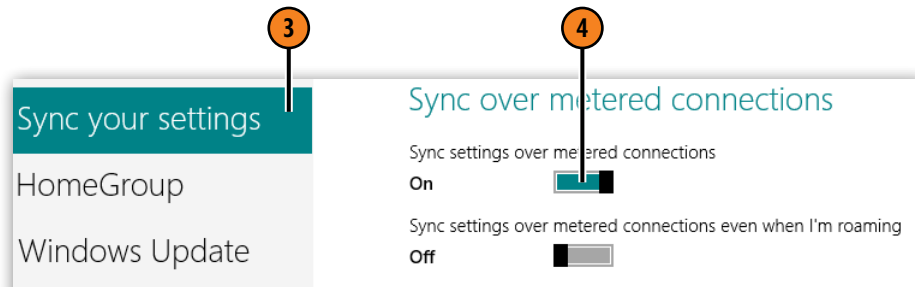 3
4
Sync your settings
HomeGroup
Windows Update
Sync over metered connections
Sync settings over metered connections
On
Sync settings over metered connections even when I'm roaming
Off